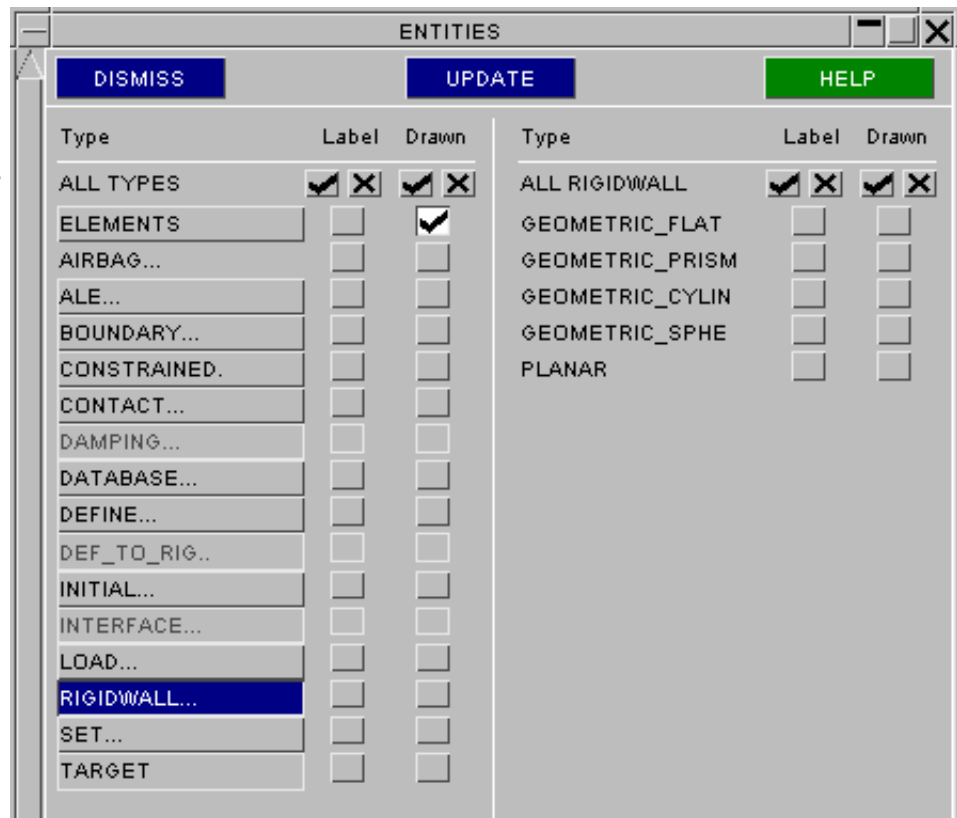 ENTITIES
DISMISS UPDATE HELP
Type Label Drawn
ALL TYPES
ELEMENTS
AIRBAG...
ALE...
BOUNDARY...
CONSTRAINED.
CONTACT...
DAMPING...
DATABASE...
DEFINE...
DEF_TO_RIG..
INITIAL...
INTERFACE...
LOAD...
RIGIDWALL...
SET...
TARGET
Type Label Drawn
ALL RIGIDWALL
GEOMETRIC_FLAT
GEOMETRIC_PRISM
GEOMETRIC_CYLIN
GEOMETRIC_SPHE
PLANAR